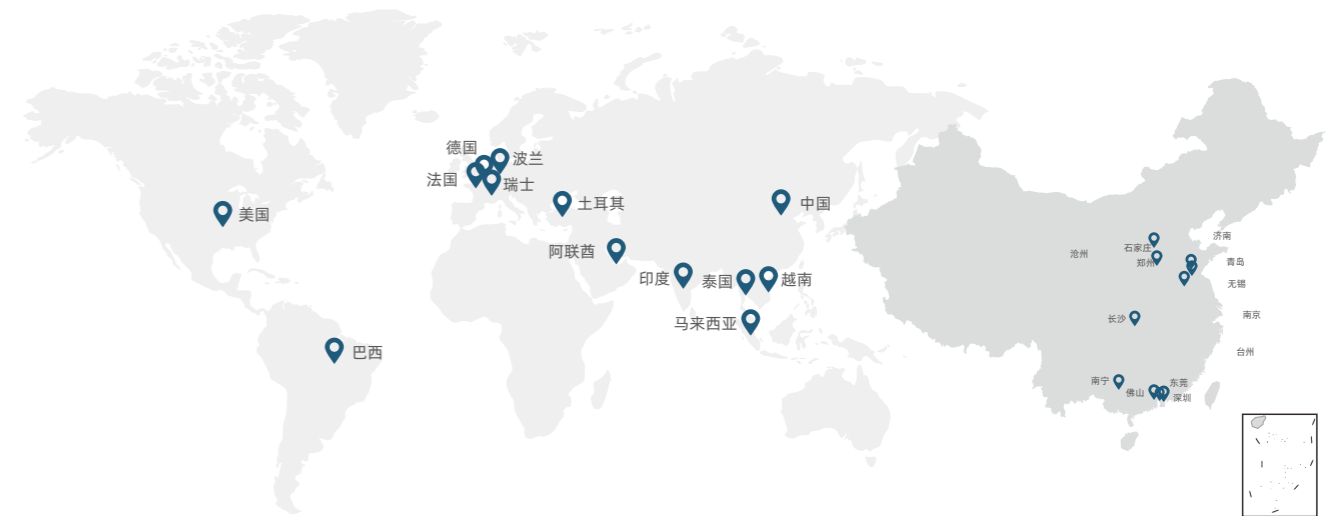 德国
波兰
法国
瑞士
美国
土耳其
中国
阿联酋
印度
泰国
越南
马来西亚
巴西
济南
石家庄
沧州
郑州
青岛
无锡
南京
长沙
台州
南宁
东莞
佛山
深圳